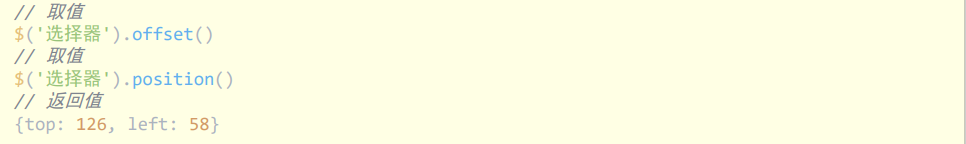 // 取值
$('选择器').offset()
// 取值
$('选择器').position()
// 返回值
{top: 126, left: 58}